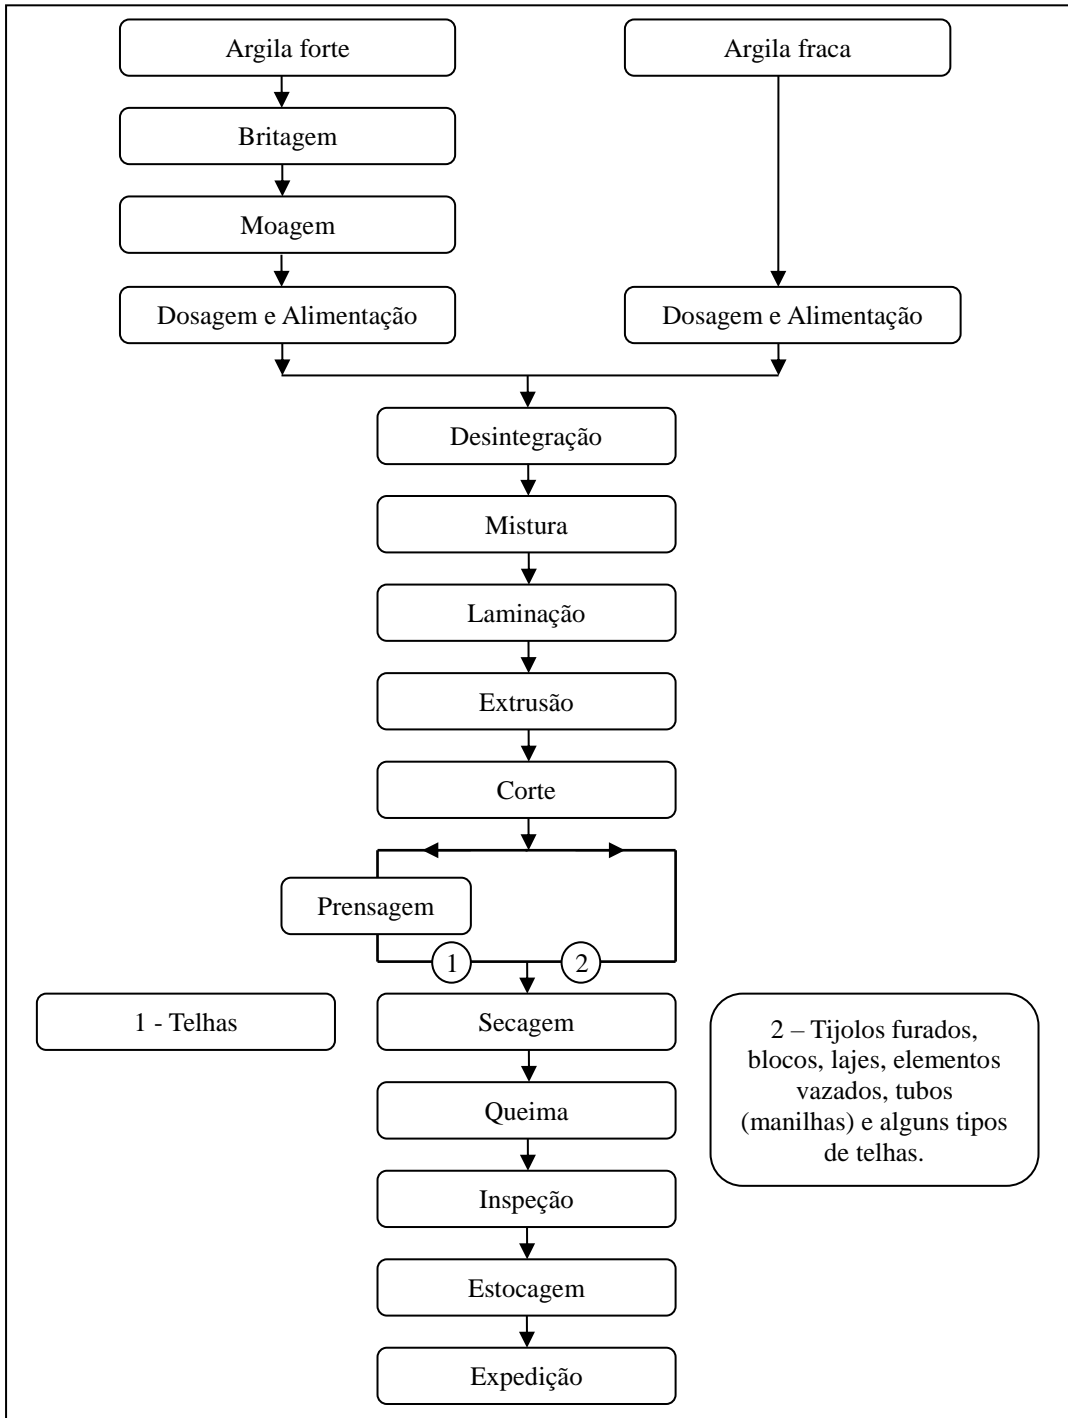 Argila forte
Argila fraca
Britagem
Moagem
Dosagem e Alimentação
Dosagem e Alimentação
Desintegração
Mistura
Laminação
Extrusão
Corte
Prensagem
1
2
1 - Telhas
Secagem
2 – Tijolos furados,
blocos, lajes, elementos
vazados, tubos
(manilhas) e alguns tipos
de telhas.
Queima
Inspeção
Estocagem
Expedição